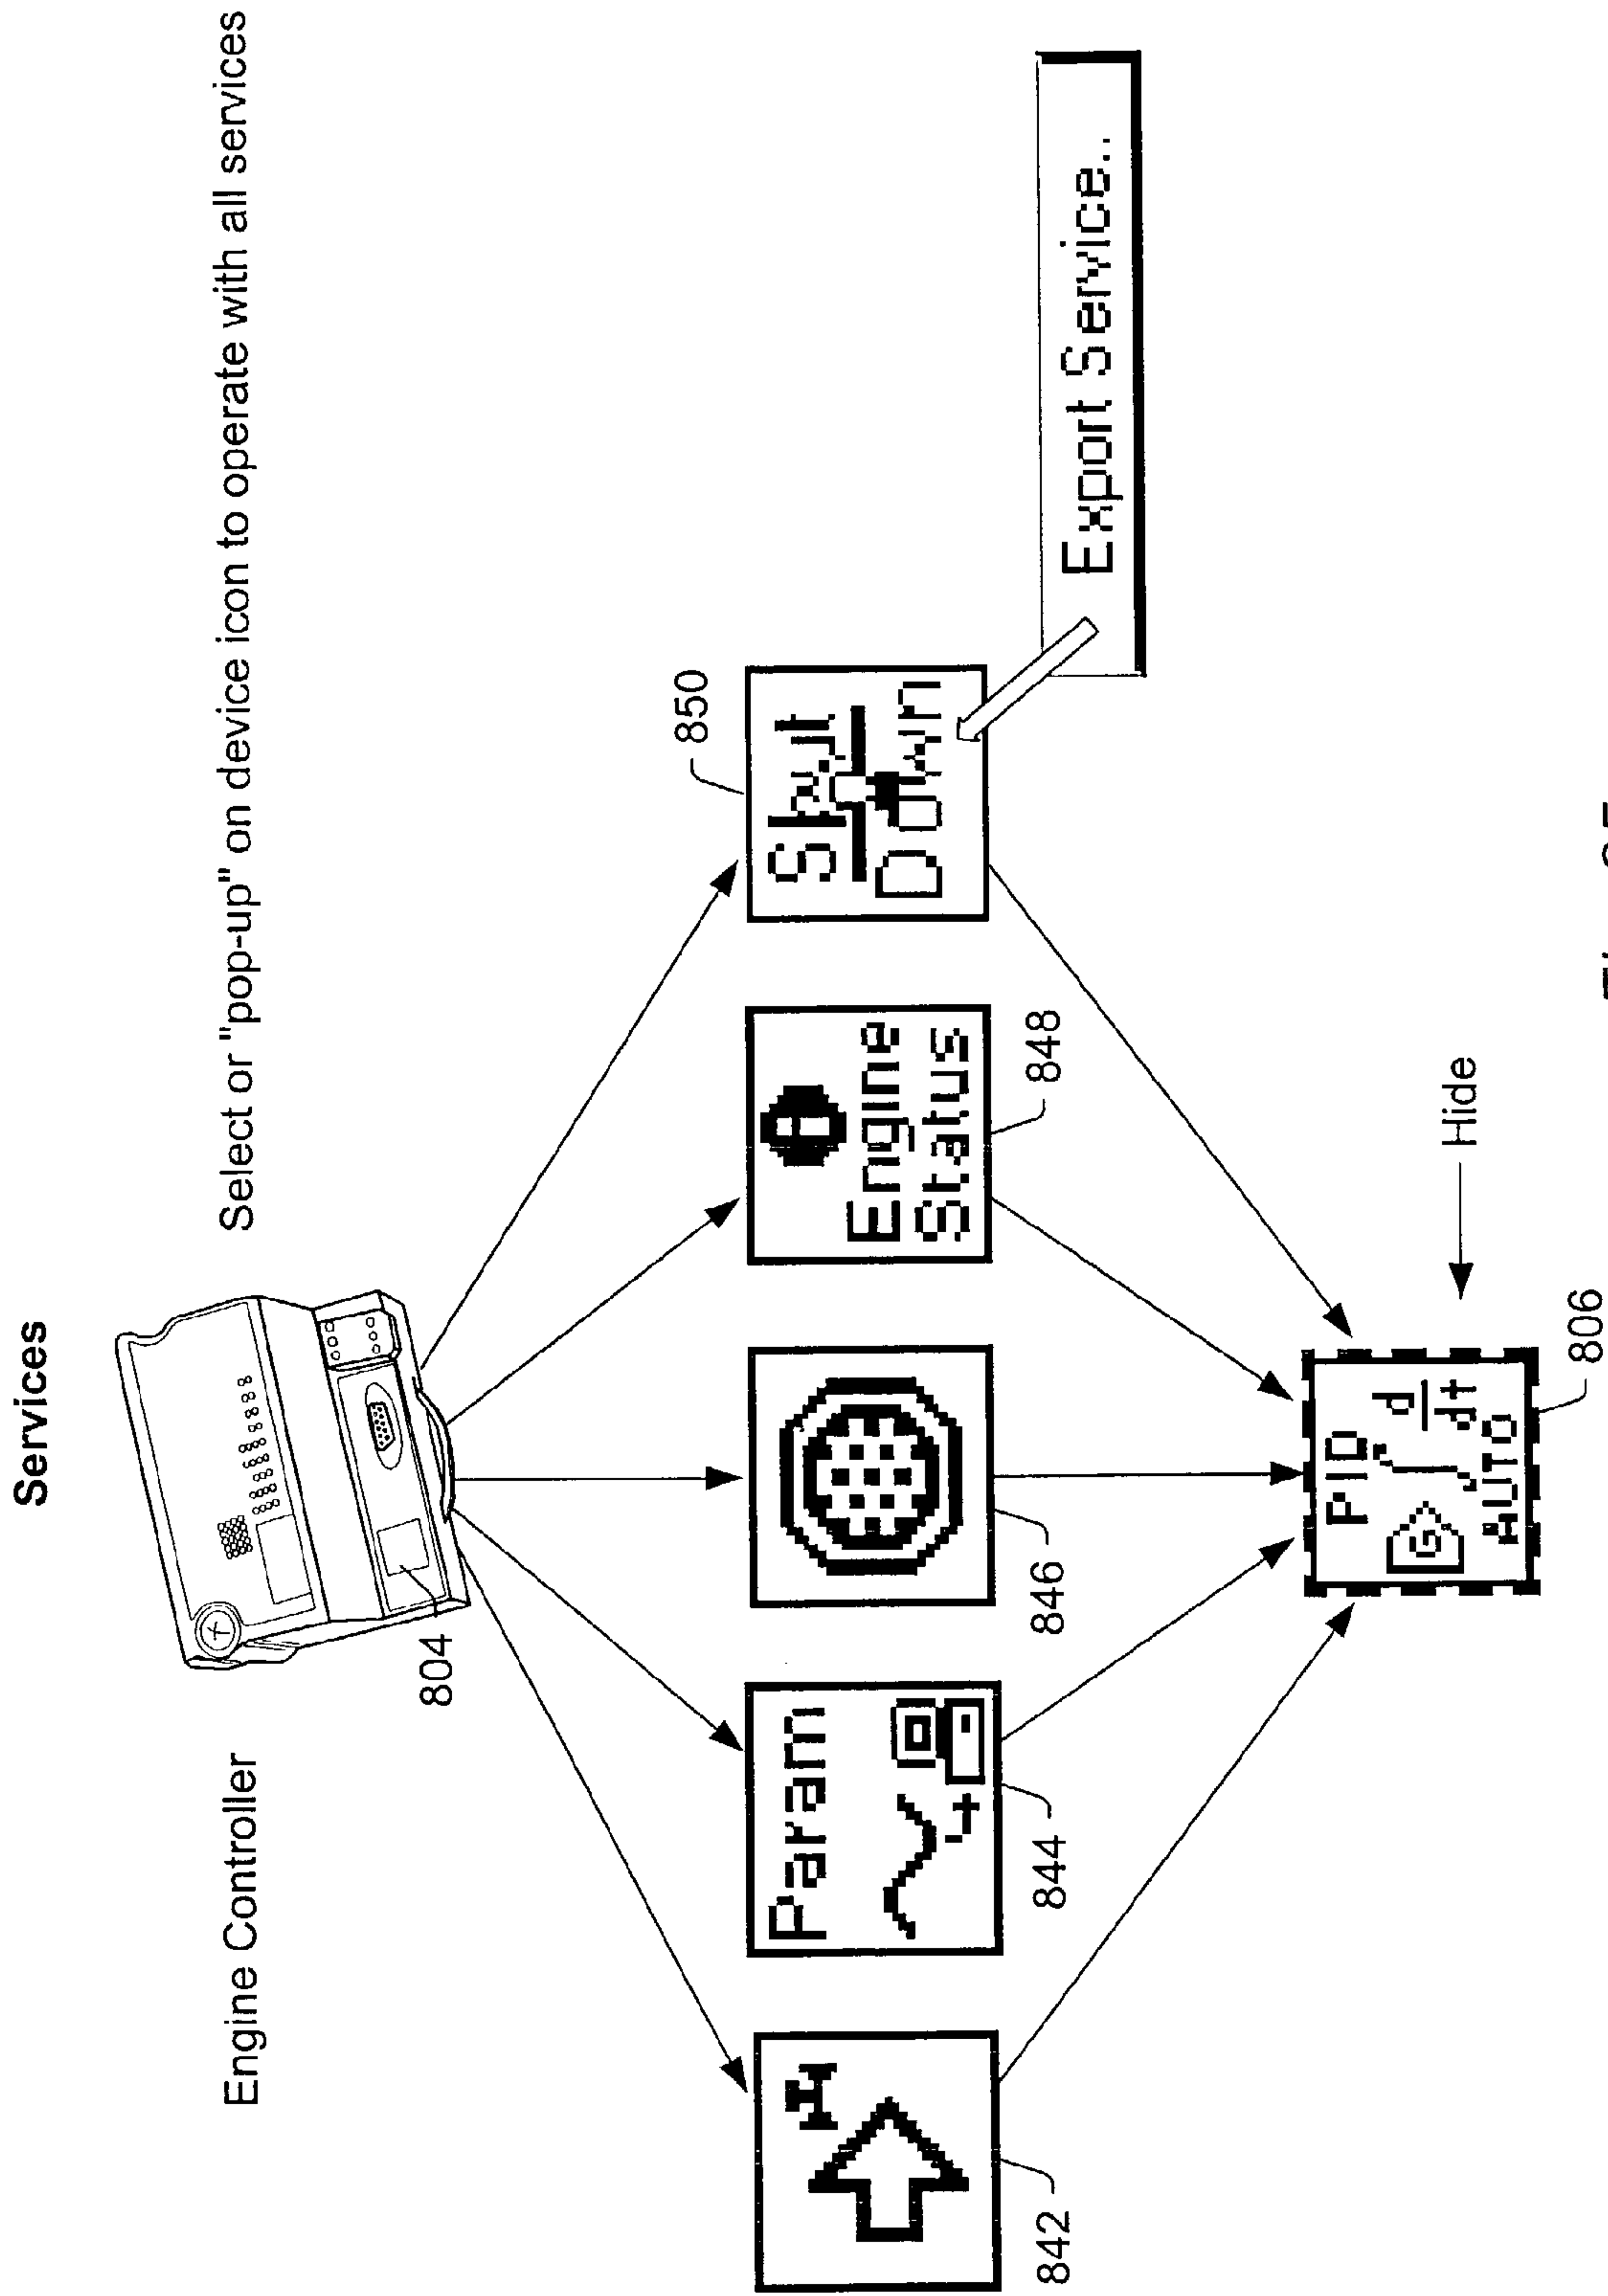 Services
Engine Controller
Select or "pop-up" on device icon to operate with all services
804
850
Param
Engine
Status
Shut
Down
842
844
846
848
Export Service..
PID
G
d
dt
AUTO
Hide
806